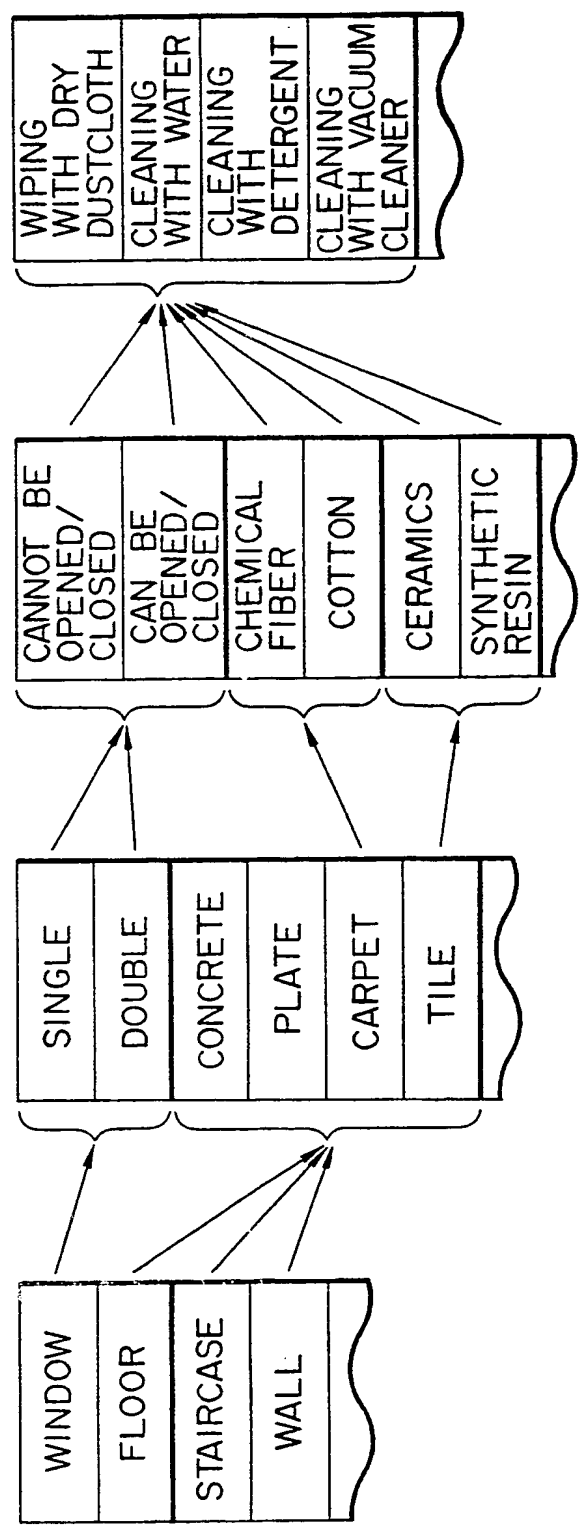 WINDOW
FLOOR
STAIRCASE
WALL
SINGLE
DOUBLE
CONCRETE
PLATE
CARPET
TILE
CANNOT BE
OPENED/
CLOSED
CAN BE
OPENED/
CLOSED
CHEMICAL
FIBER
COTTON
CERAMICS
SYNTHETIC
RESIN
WIPING
WITH DRY
DUSTCLOTH
CLEANING
WITH WATER
CLEANING
WITH
DETERGENT
CLEANING
WITH VACUUM
CLEANER